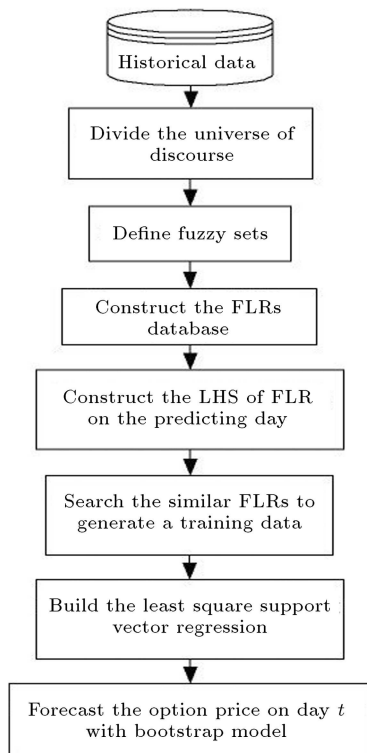 Historical data
Divide the universe of
discourse
Define fuzzy sets
Construct the FLRs
database
Construct the LHS of FLR
on the predicting day
Search the similar FLRs to
generate a training data
Build the least square support
vector regression
Forecast the option price on day t
with bootstrap model